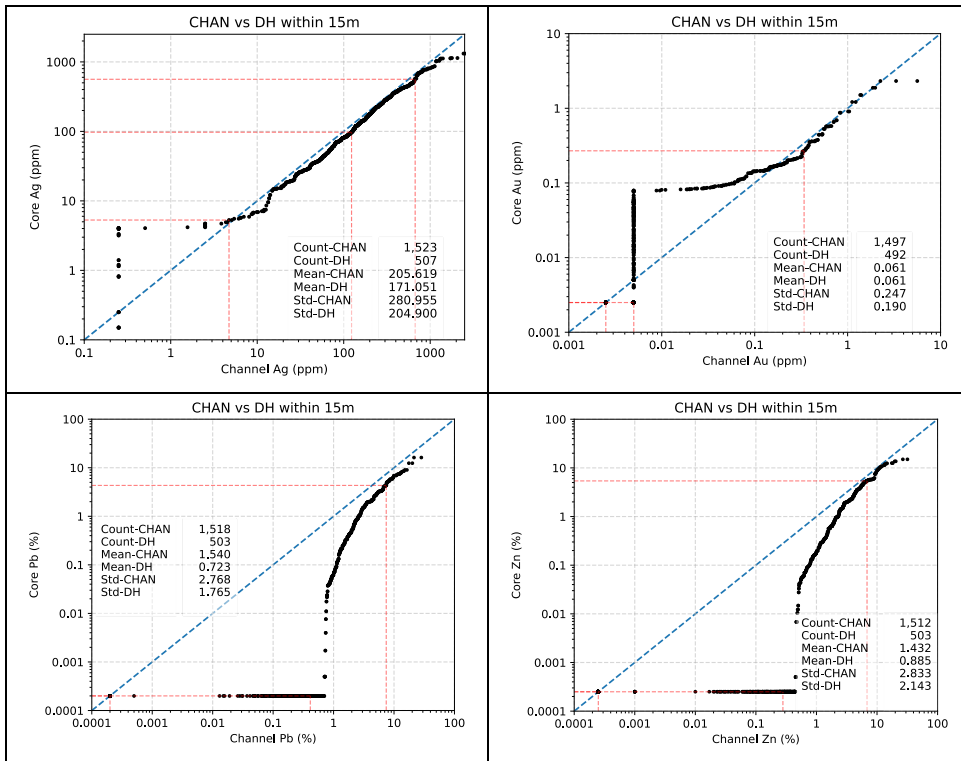 CHAN vs DH within 15m
1000
100
10
1
0.1
Core Ag (ppm)
Count-CHAN 1,523
Count-DH 507
Mean-CHAN 205.619
Mean-DH 171.051
Std-CHAN 280.955
Std-DH 204.900
0.1 1 10 100 1000
Channel Ag (ppm)
CHAN vs DH within 15m
10
1
0.1
0.01
0.001
Core Au (ppm)
Count-CHAN 1,497
Count-DH 492
Mean-CHAN 0.061
Mean-DH 0.061
Std-CHAN 0.247
Std-DH 0.190
0.001 0.01 0.1 1 10
Channel Au (ppm)
CHAN vs DH within 15m
100
10
1
0.1
0.01
0.001
0.0001
Core Pb (%)
Count-CHAN 1,518
Count-DH 503
Mean-CHAN 1.540
Mean-DH 0.723
Std-CHAN 2.768
Std-DH 1.765
0.0001 0.001 0.01 0.1 1 10 100
Channel Pb (%)
CHAN vs DH within 15m
100
10
1
0.1
0.01
0.001
0.0001
Core Zn (%)
Count-CHAN 1,512
Count-DH 503
Mean-CHAN 1.432
Mean-DH 0.885
Std-CHAN 2.833
Std-DH 2.143
0.0001 0.001 0.01 0.1 1 10 100
Channel Zn (%)